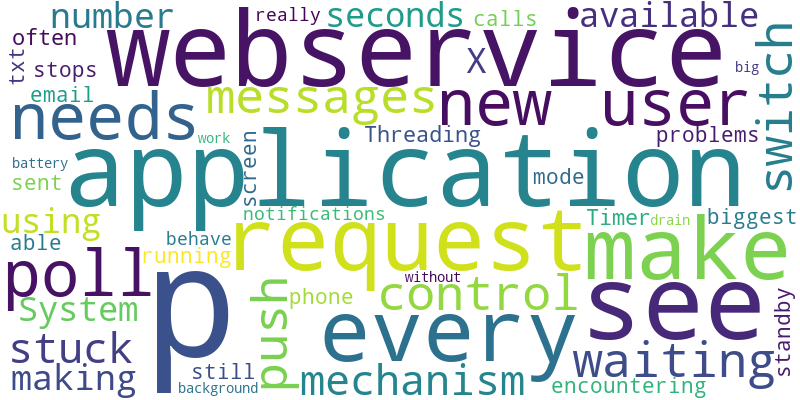 number
really
seconds
calls
available
txt
often
webservice
X
stops
big
email
messages
new
user
switch
needs
work
Threading
problems
battery
application
screen
sent
mode
using
notifications
request
Timer
drain
biggest
able
behave
make
running
poll
p
without
see
System
push
phone
control
every
standby
stuck
still
waiting
making
background
mechanism
encountering